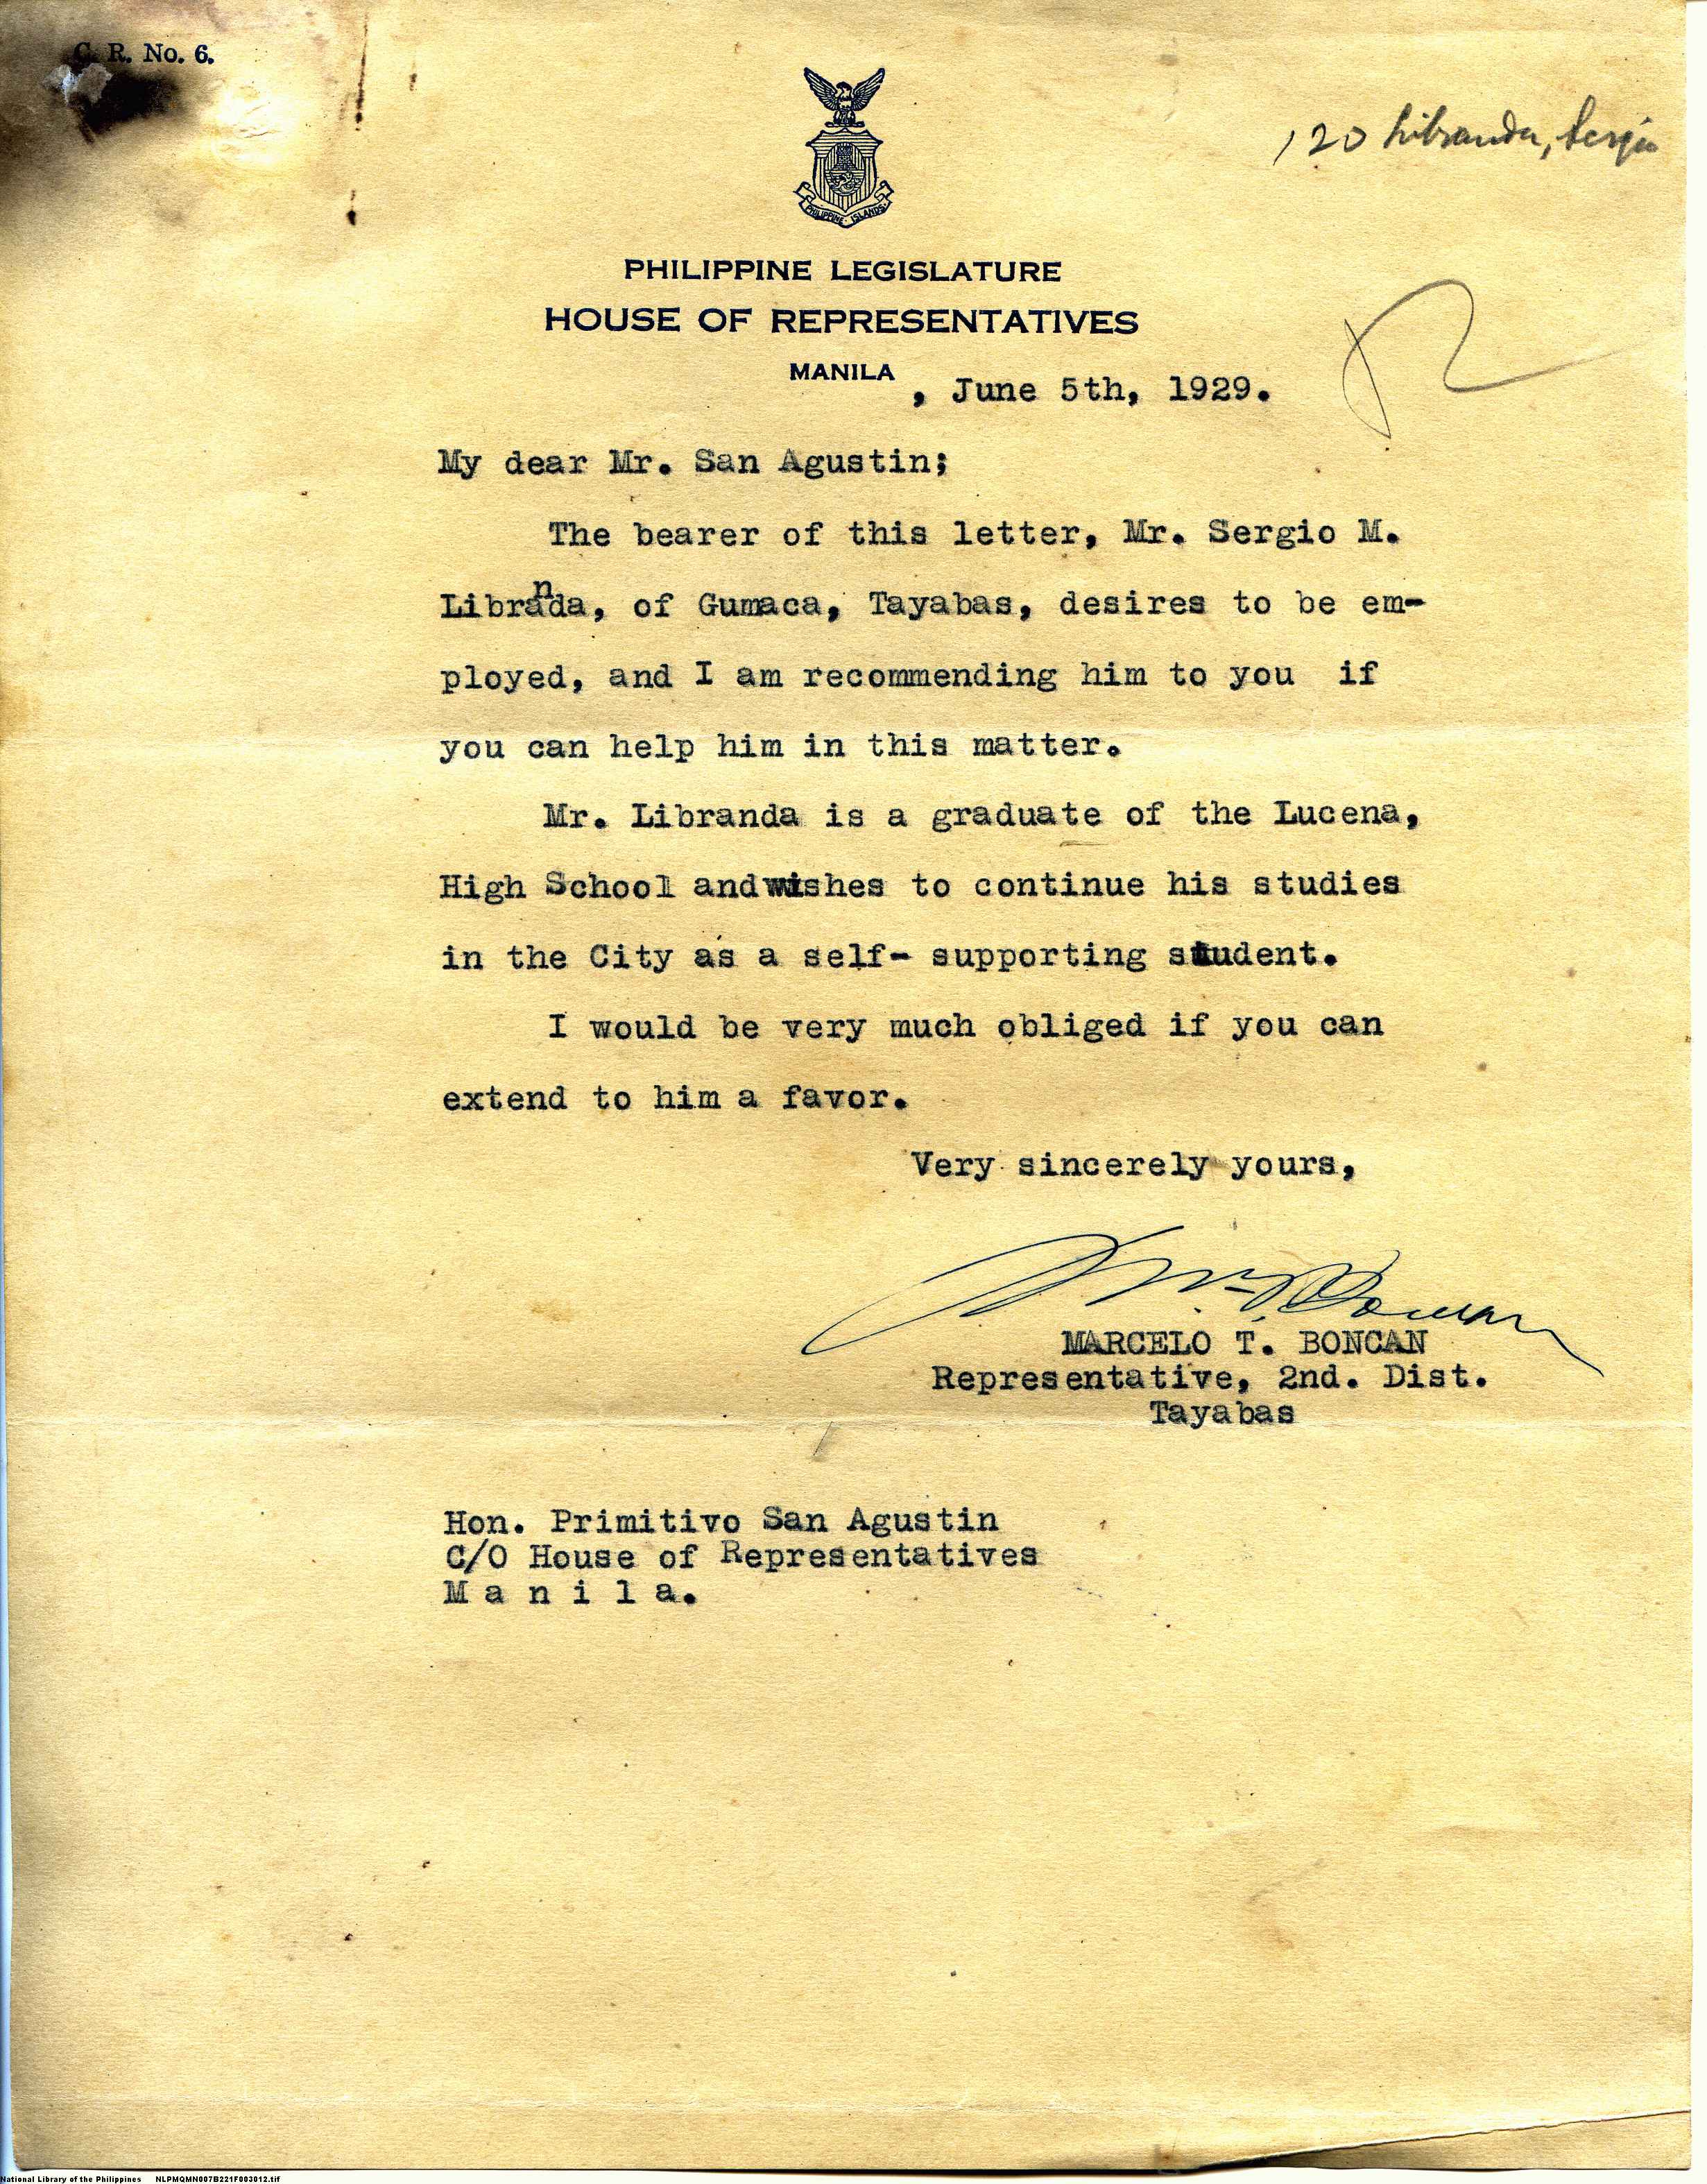 C. R. No. 6.
120 Libranda, Sergio
PHILIPPINE ISLANDS
PHILIPPINE LEGISLATURE
HOUSE OF REPRESENTATIVES
MANILA
, June 5th, 1929.
My dear Mr. San Agustin;
The bearer of this letter, Mr. Sergio M.
Libranda, of Gumaca, Tayabas, desires to be em-
ployed, and I am recommending him to you if
you can help him in this matter.
Mr. Libranda is a graduate of the Lucena,
High School and wishes to continue his studies
in the City as a self- supporting student.
I would be very much obliged if you can
extend to him a favor.
Very sincerely yours,
MARCELO T. BONCAN
Representative, 2nd. Dist.
Tayabas
Hon. Primitivo San Agustin
C/O House of Representatives
M a n i l a.
National Library of the Philippines NLPMQMN007B221F003012.tif